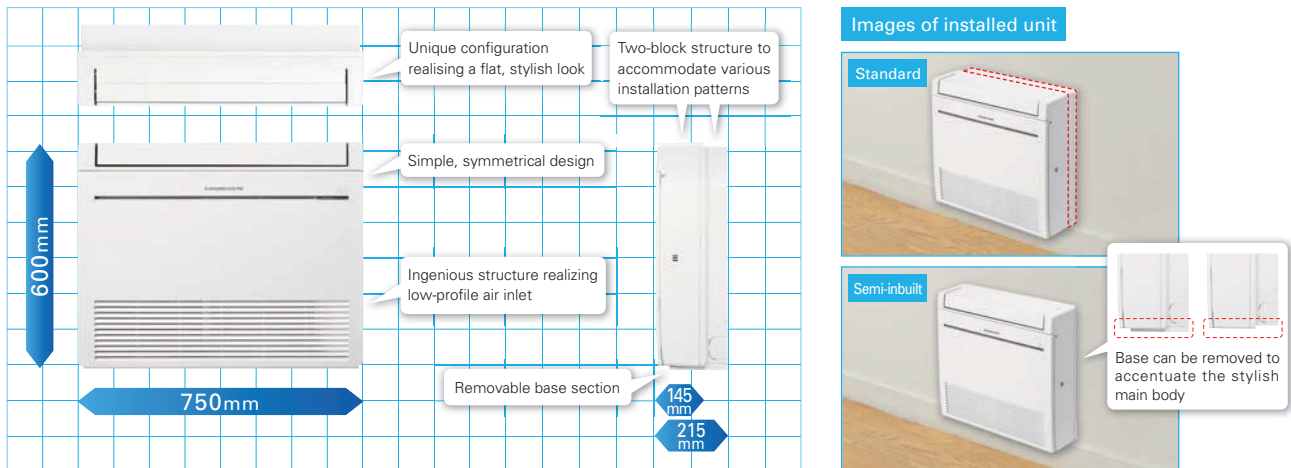 Unique configuration
realising a flat, stylish look
Two-block structure to
accommodate various
installation patterns
Simple, symmetrical design
600mm
Ingenious structure realizing
low-profile air inlet
Removable base section
750mm
145
mm
215
mm
Images of installed unit
Standard
Semi-inbuilt
Base can be removed to
accentuate the stylish
main body